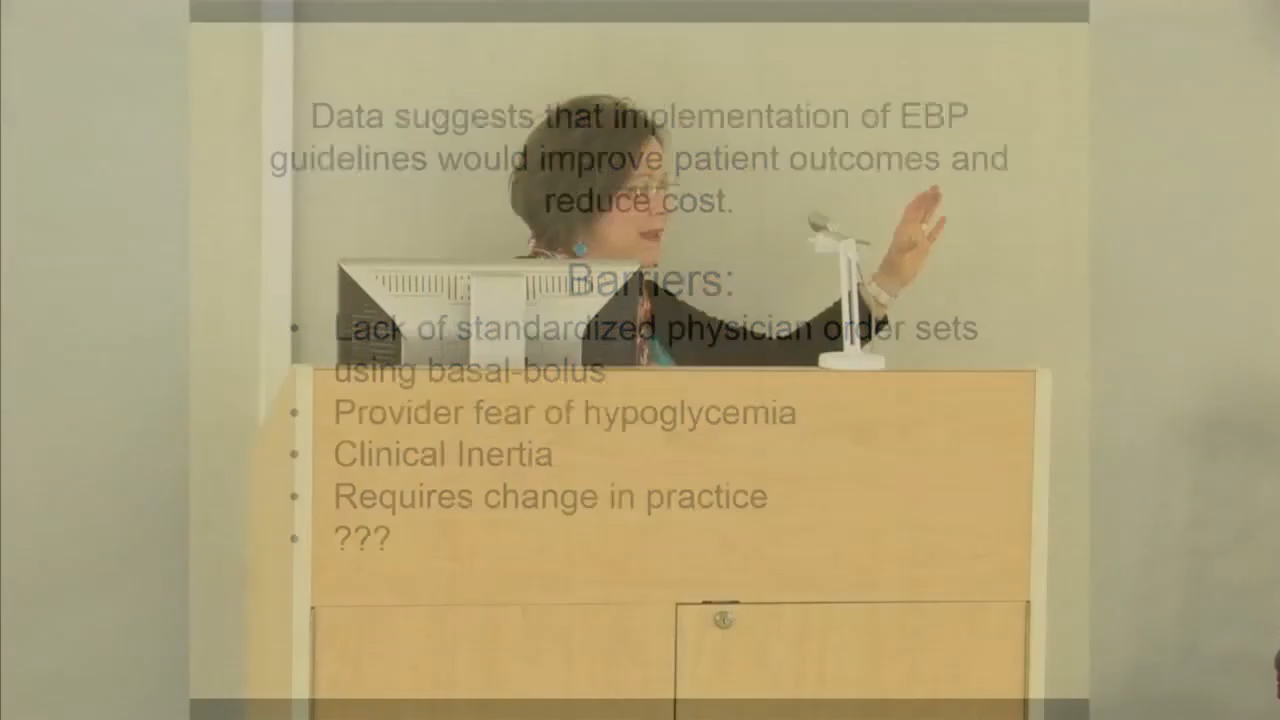 Data suggests that implementation of EBP
guidelines would improve patient outcomes and
reduce cost.
Barriers:
• Lack of standardized physician order sets
using basal-bolus
• Provider fear of hypoglycemia
• Clinical Inertia
• Requires change in practice
• ???